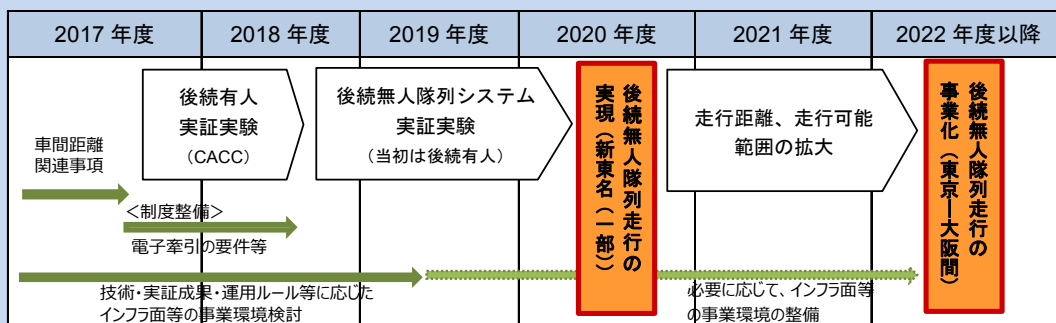 2017 年度
2018 年度
2019 年度
2020 年度
2021 年度
2022 年度以降
車間距離
関連事項
後続有人
実証実験
（CACC）
＜制度整備＞
電子牽引の要件等
後続無人隊列システム
実証実験
（当初は後続有人）
後続無人隊列走行の
実現（新東名（一部））
走行距離、走行可能
範囲の拡大
後続無人隊列走行の
事業化（東京ー大阪間）
技術・実証成果・運用ルール等に応じた
インフラ面等の事業環境検討
必要に応じて、インフラ面等
の事業環境の整備